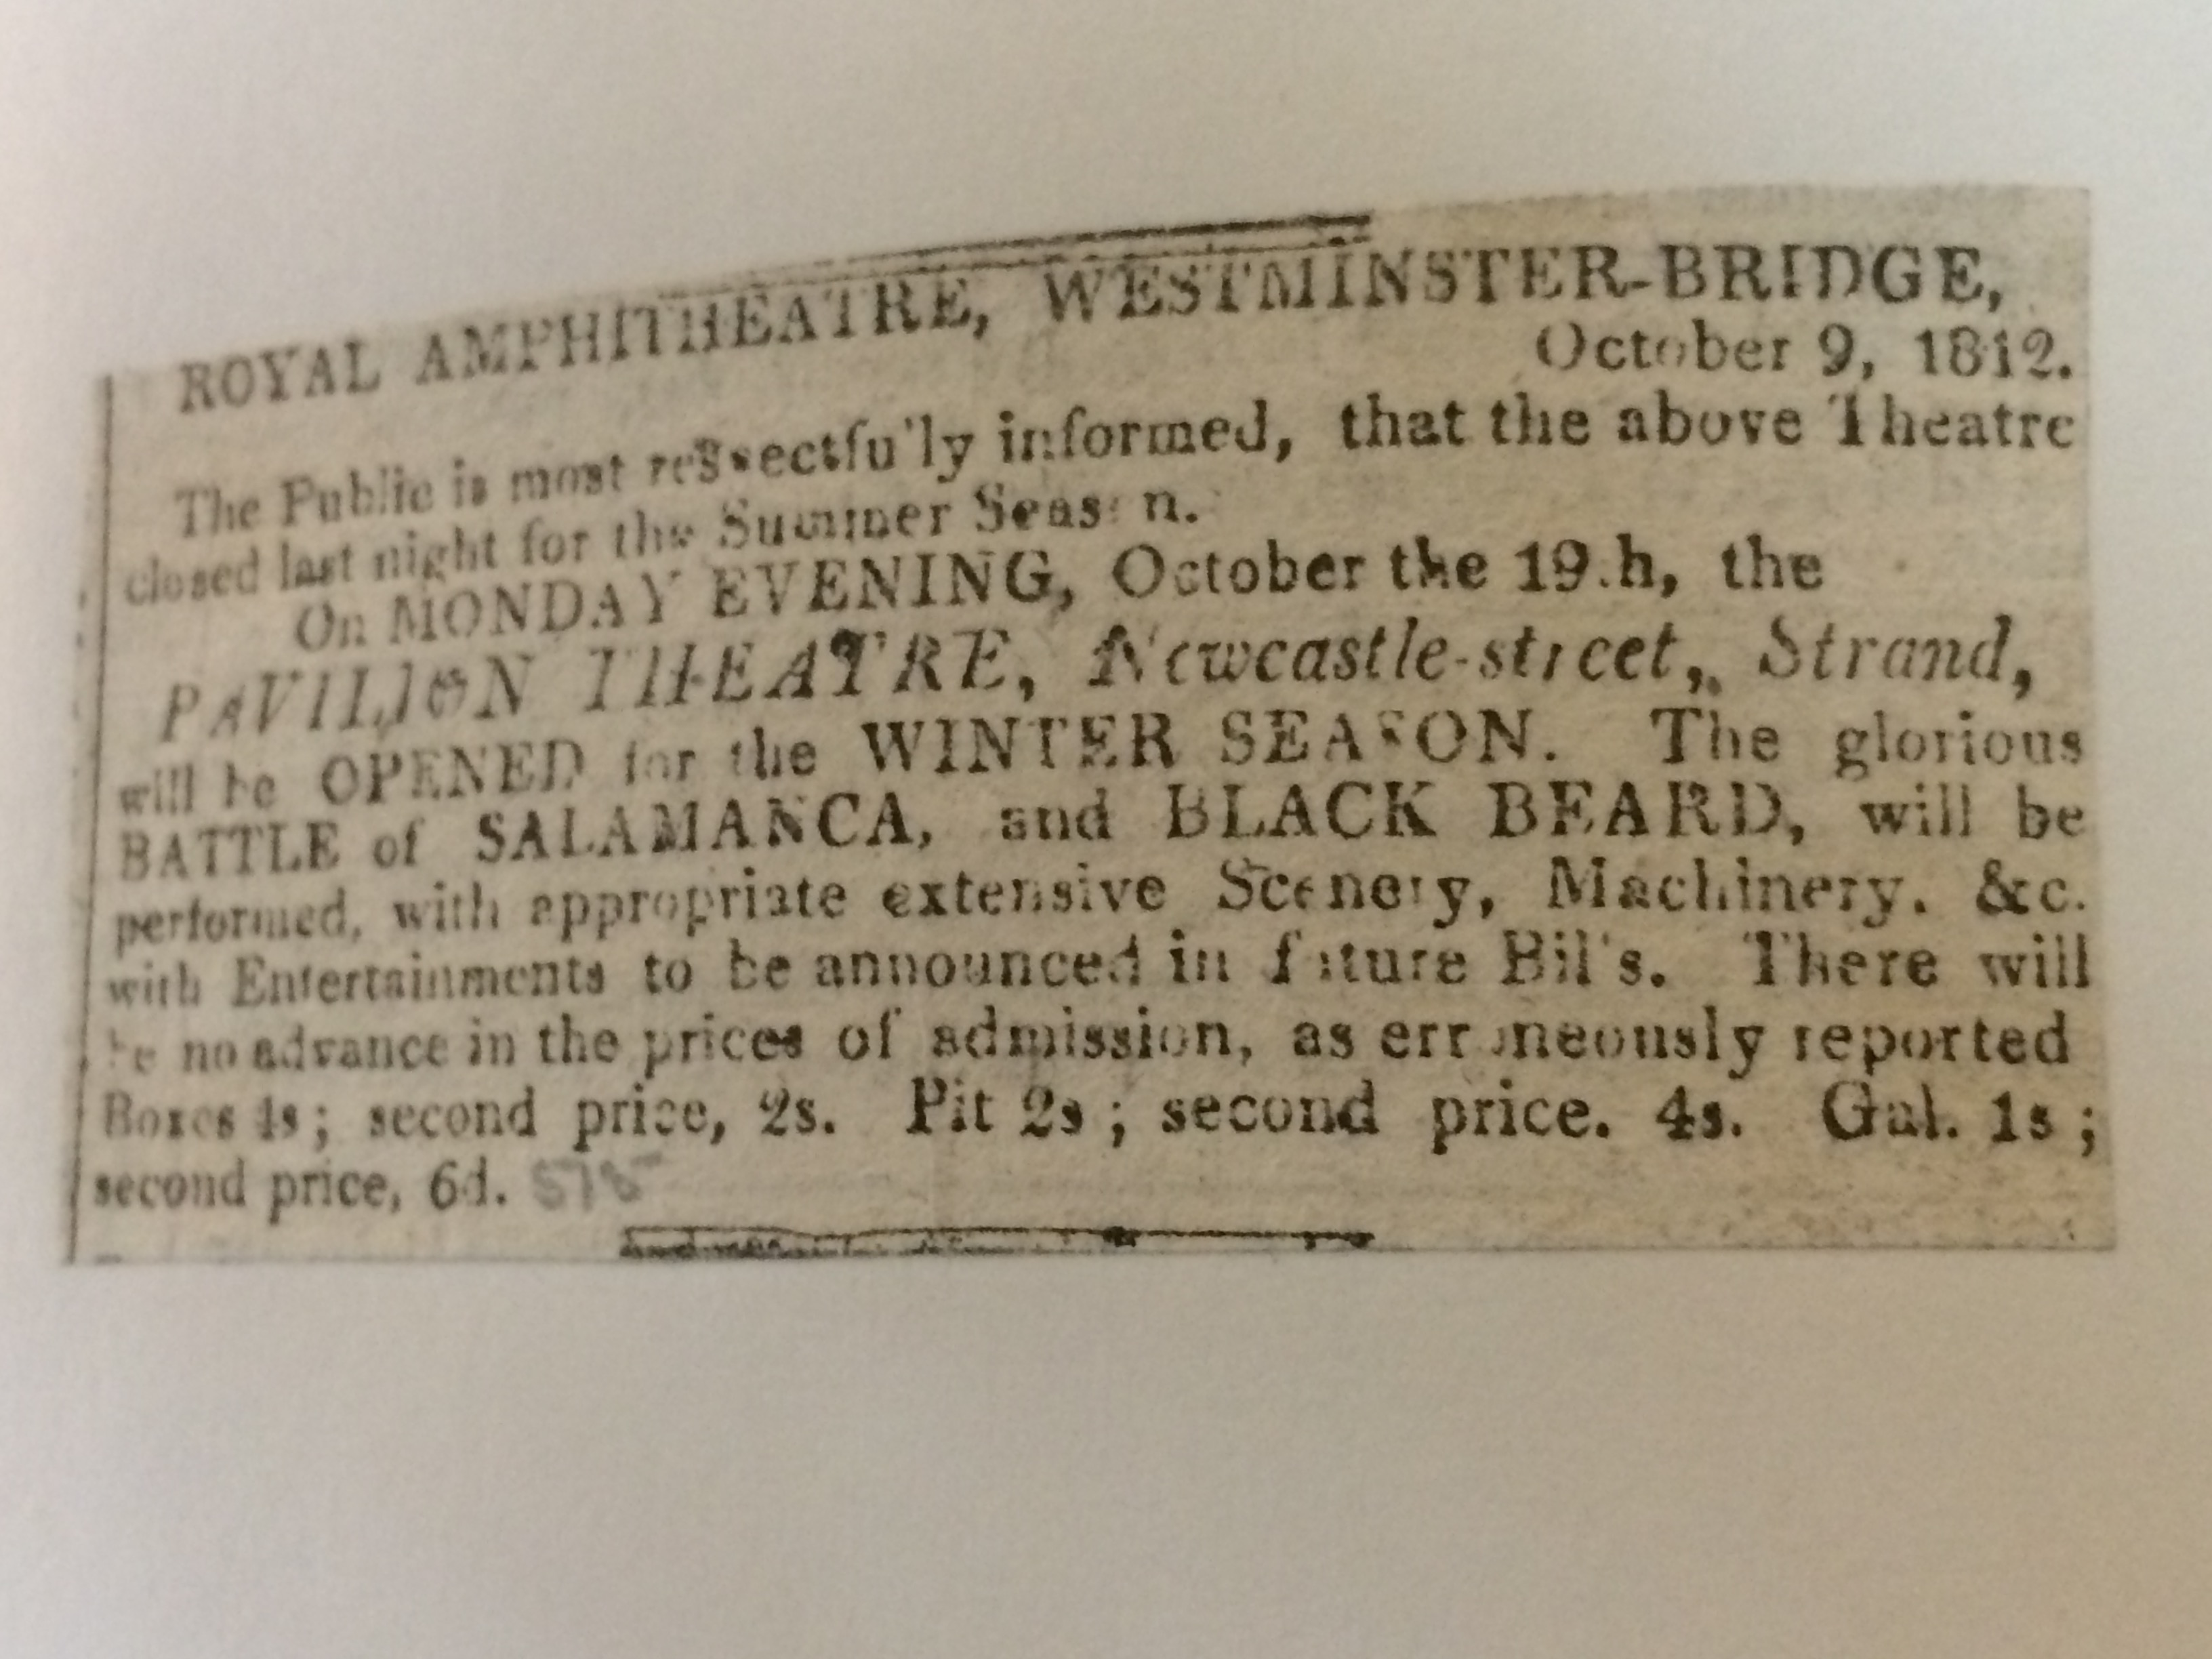 ROYAL AMPHITHEATRE, WESTMINSTER-BRIDGE,
October 9, 1812.
The Public is most respectfully informed, that the above Theatre
closed last night for the Summer Season.
On MONDAY EVENING, October the 19th, the
PAVILION THEATRE, Newcastle-street, Strand,
will be OPENED for the WINTER SEASON. The glorious
BATTLE of SALAMANCA, and BLACK BEARD, will be
performed, with appropriate extensive Scenery, Machinery. &c.
with Entertainments to be announced in future Bills. There will
be no advance in the prices of admission, as erroneously reported
Boxes 4s; second price, 2s. Pit 2s; second price. 4s. Gal. 1s;
second price, 6d.